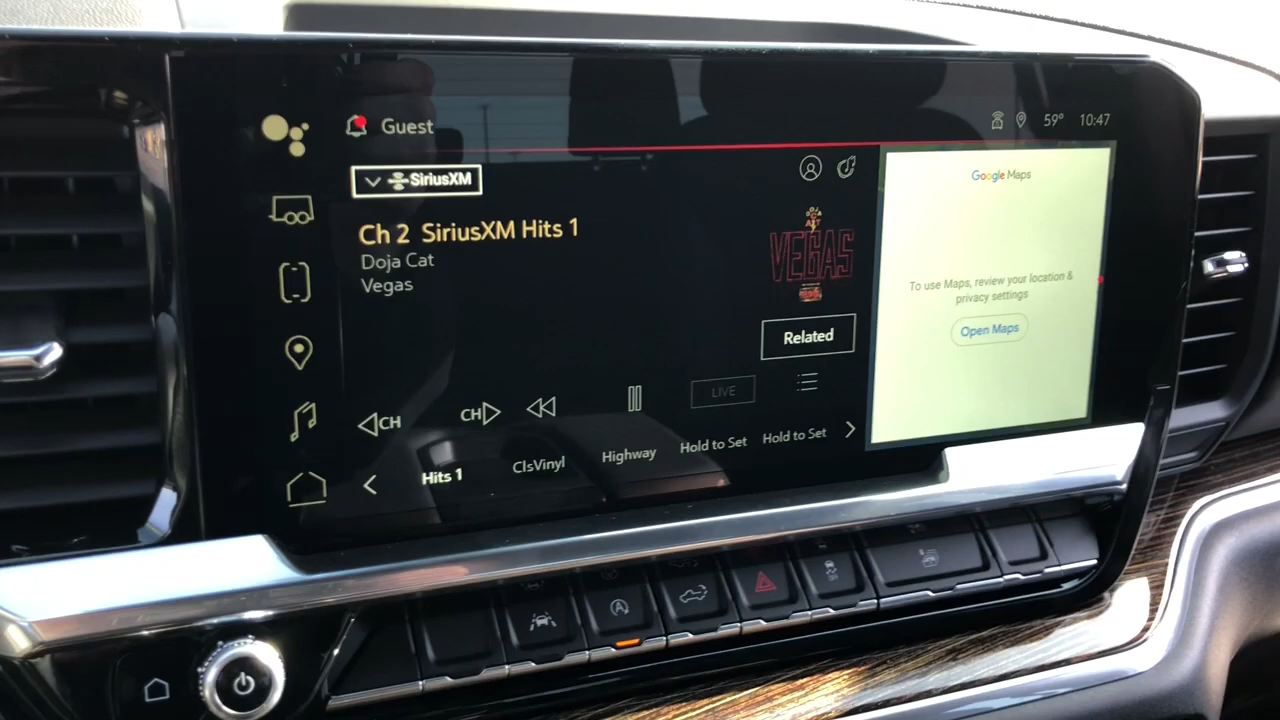 Guest
59° 10:47
SiriusXM
Ch 2 SiriusXM Hits 1
Doja Cat
Vegas
DOJA
CAT
VEGAS
Related
Google Maps
To use Maps, review your location &
privacy settings
Open Maps
CH
CH
LIVE
Hits 1
ClsVinyl
Highway
Hold to Set
Hold to Set
A